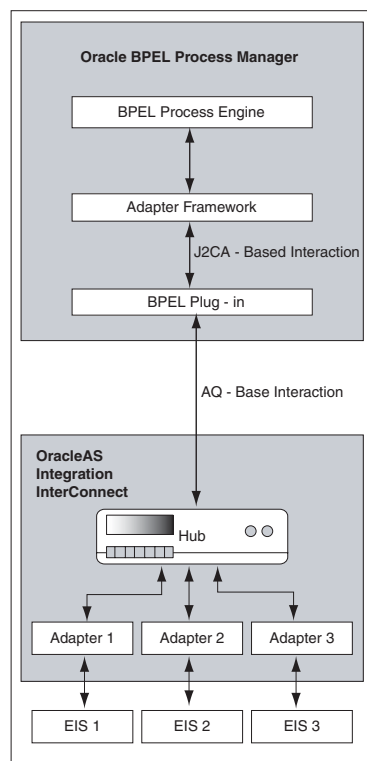 Oracle BPEL Process Manager
BPEL Process Engine
Adapter Framework
J2CA - Based Interaction
BPEL Plug - in
AQ - Base Interaction
OracleAS
Integration
InterConnect
Hub
Adapter 1
Adapter 2
Adapter 3
EIS 1
EIS 2
EIS 3